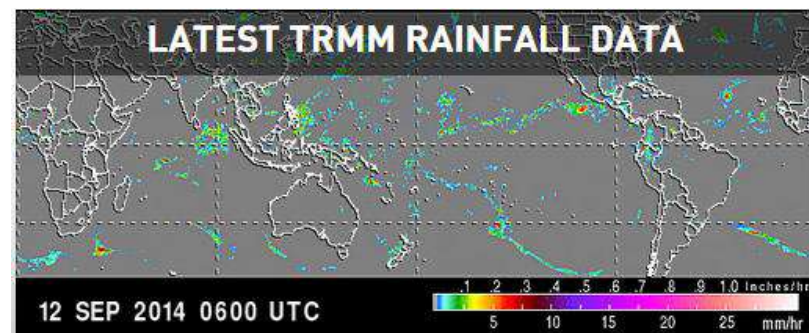 LATEST TRMM RAINFALL DATA
.1 .2 .3 .4 .5 .6 .7 .8 .9 1.0 Inches/hr
12 SEP 2014 0600 UTC
5 10 15 20 25 mm/hr